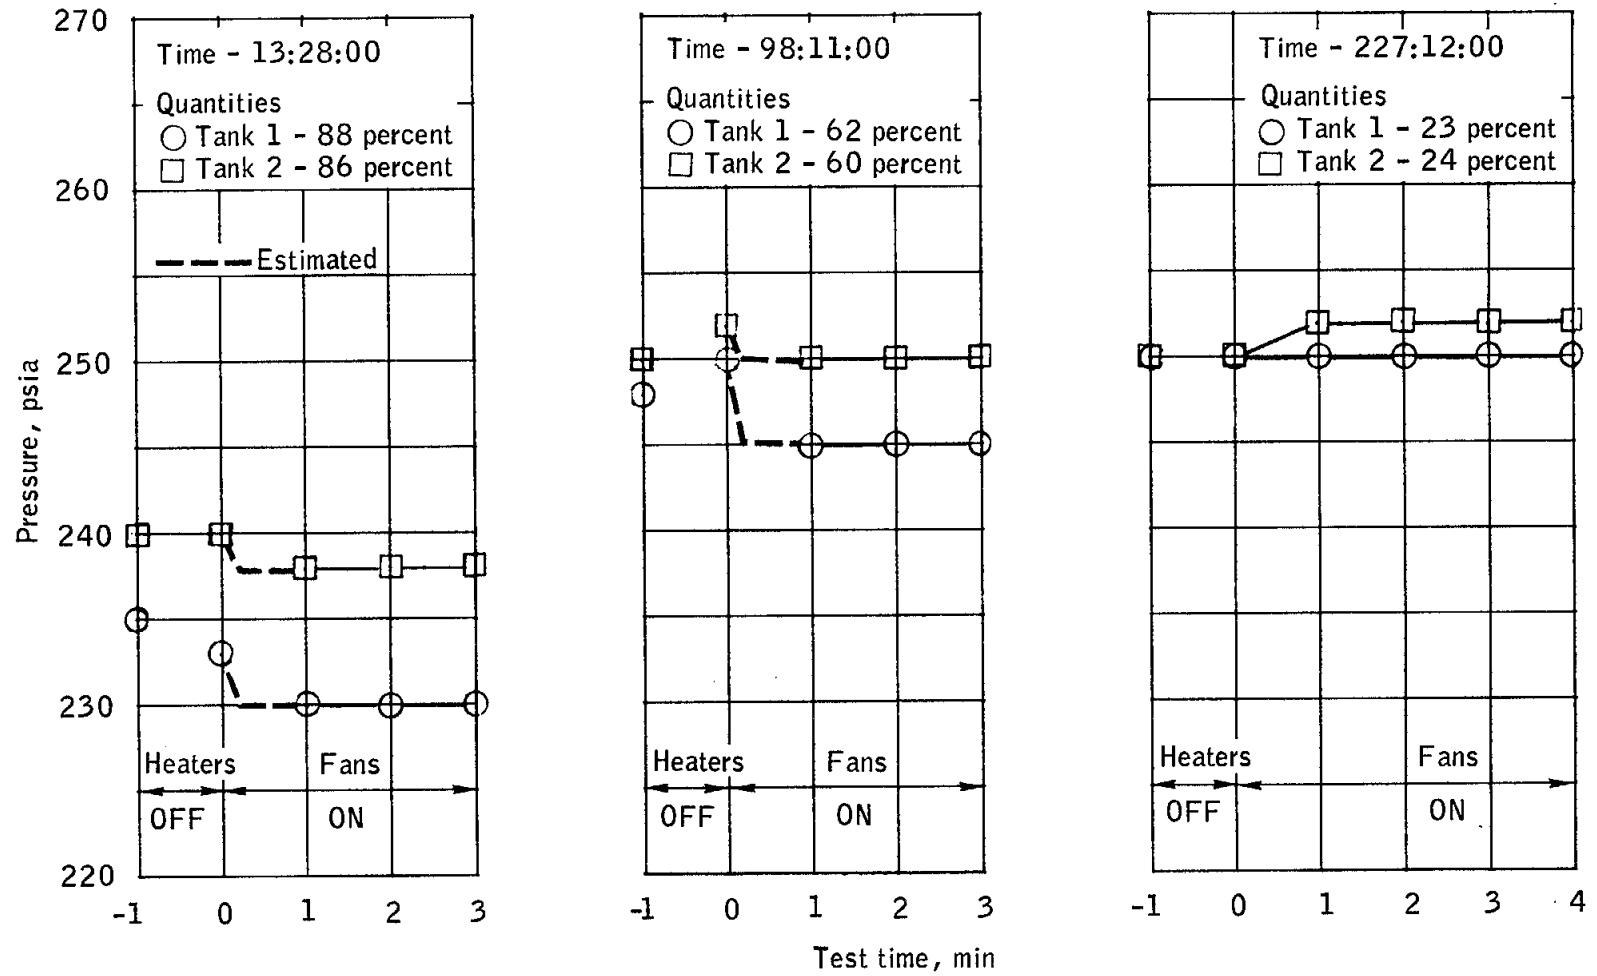 270
260
250
240
230
220
Pressure, psia
Time - 13:28:00
Quantities
Tank 1 - 88 percent
Tank 2 - 86 percent
Estimated
Heaters OFF
Fans ON
-1 0 1 2 3
Time - 98:11:00
Quantities
Tank 1 - 62 percent
Tank 2 - 60 percent
Heaters OFF
Fans ON
-1 0 1 2 3
Time - 227:12:00
Quantities
Tank 1 - 23 percent
Tank 2 - 24 percent
Heaters OFF
Fans ON
-1 0 1 2 3 4
Test time, min